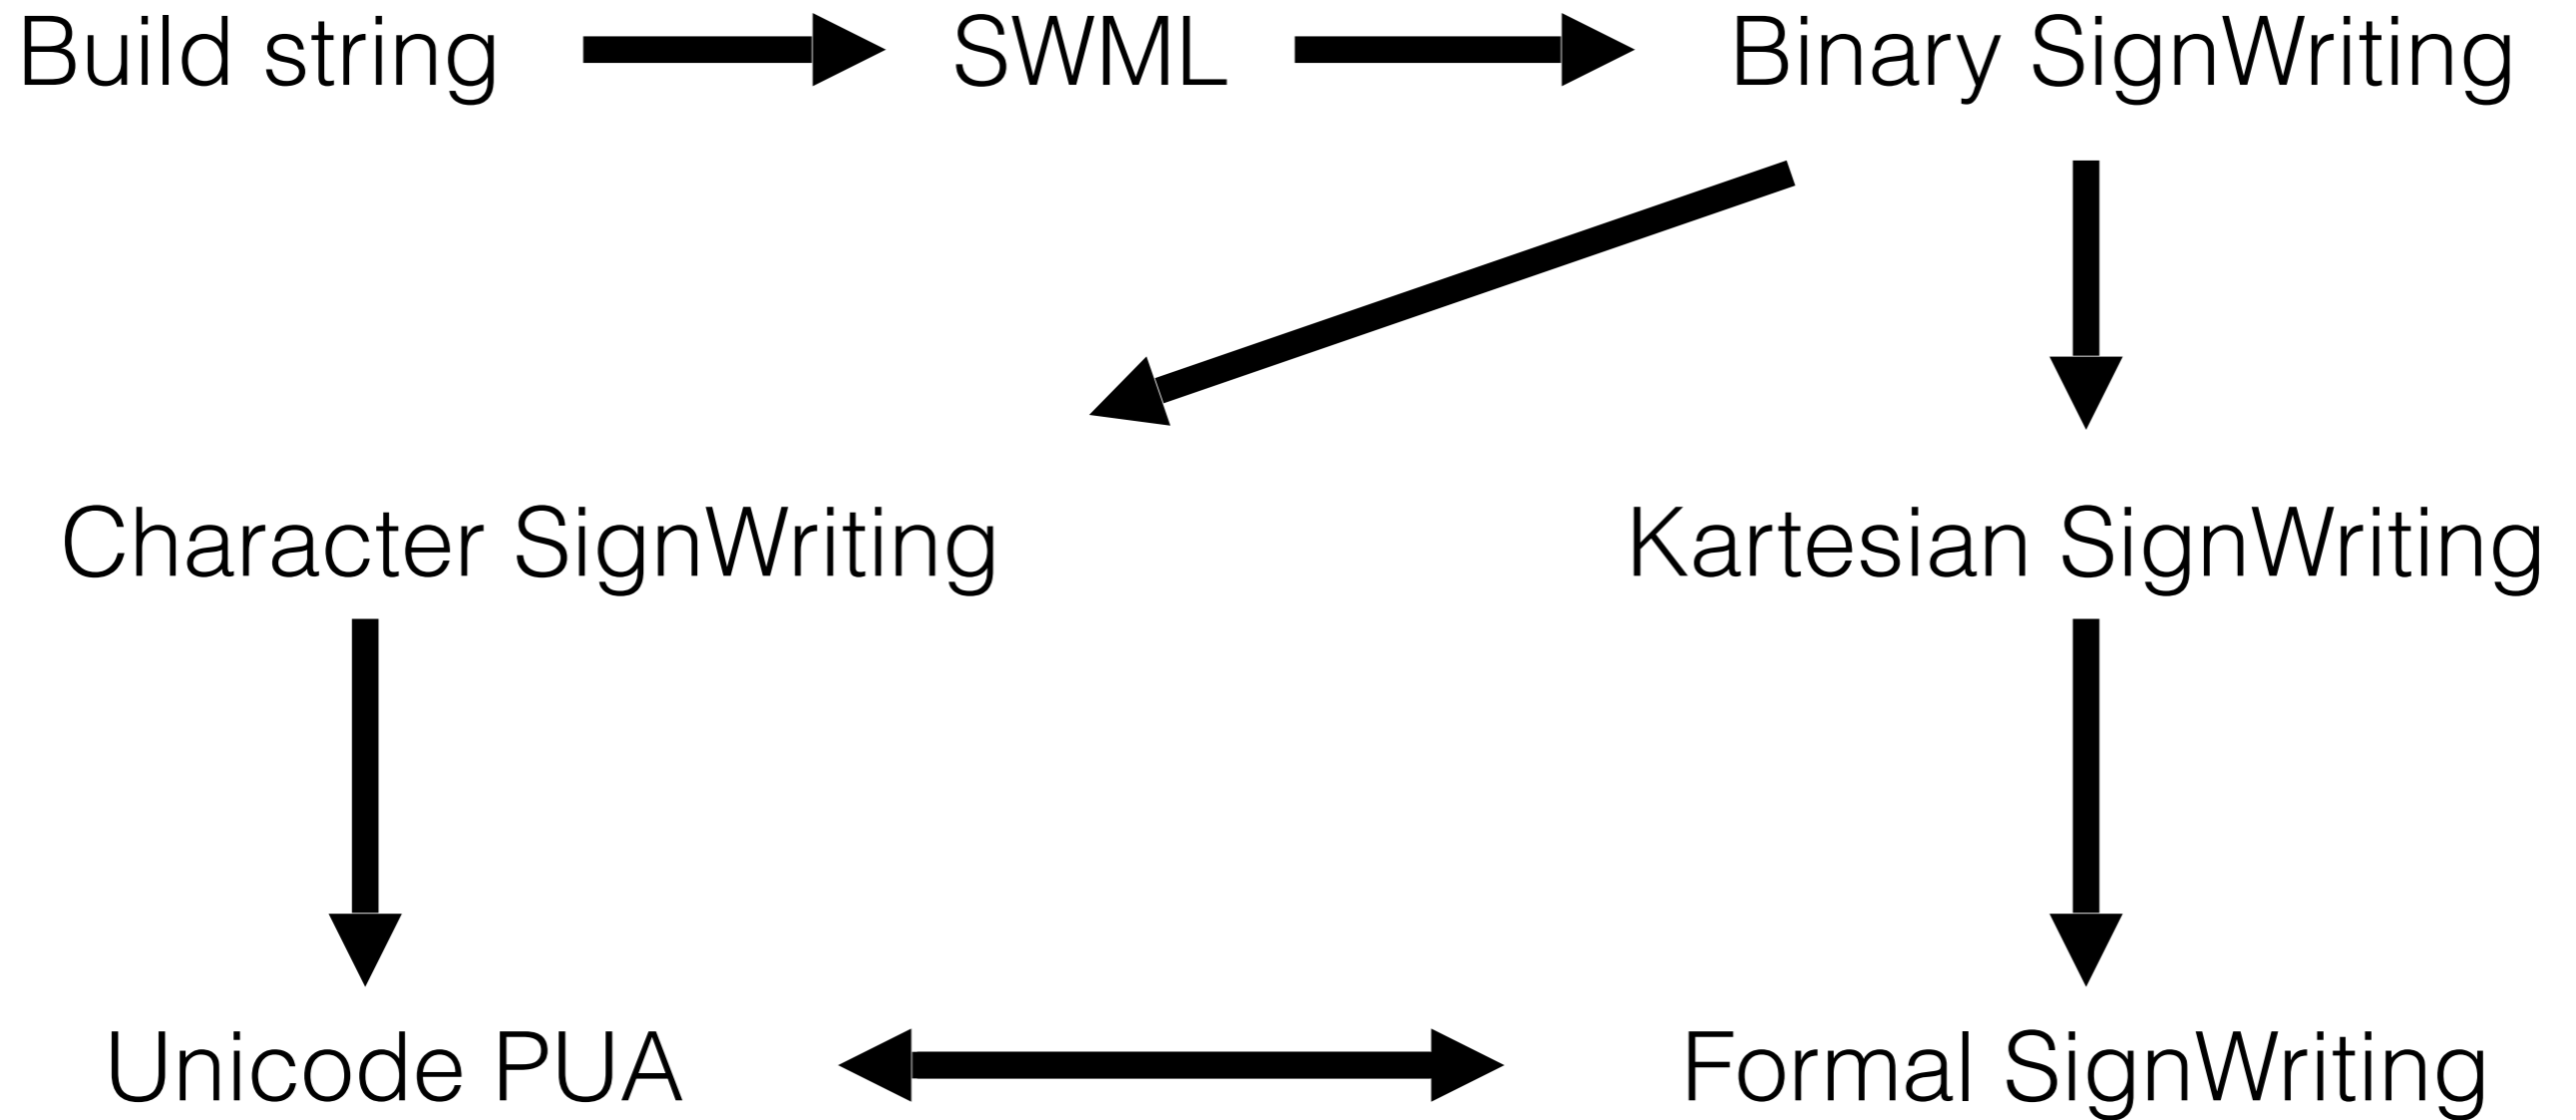 Build string
SWML
Binary SignWriting
Character SignWriting
Kartesian SignWriting
Unicode PUA
Formal SignWriting